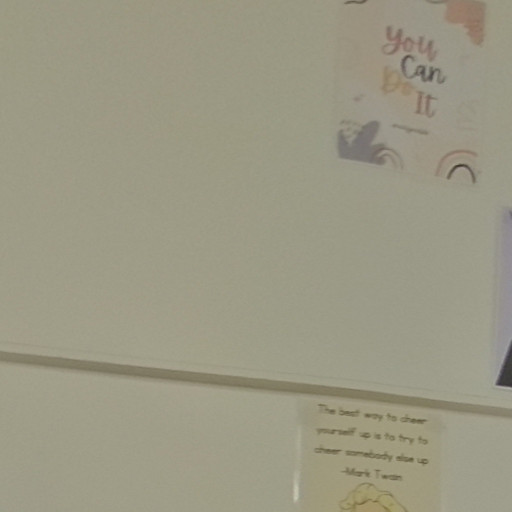 You
Can
Do
It
The best way to cheer
yourself up is to try to
cheer somebody else up
-Mark Twain